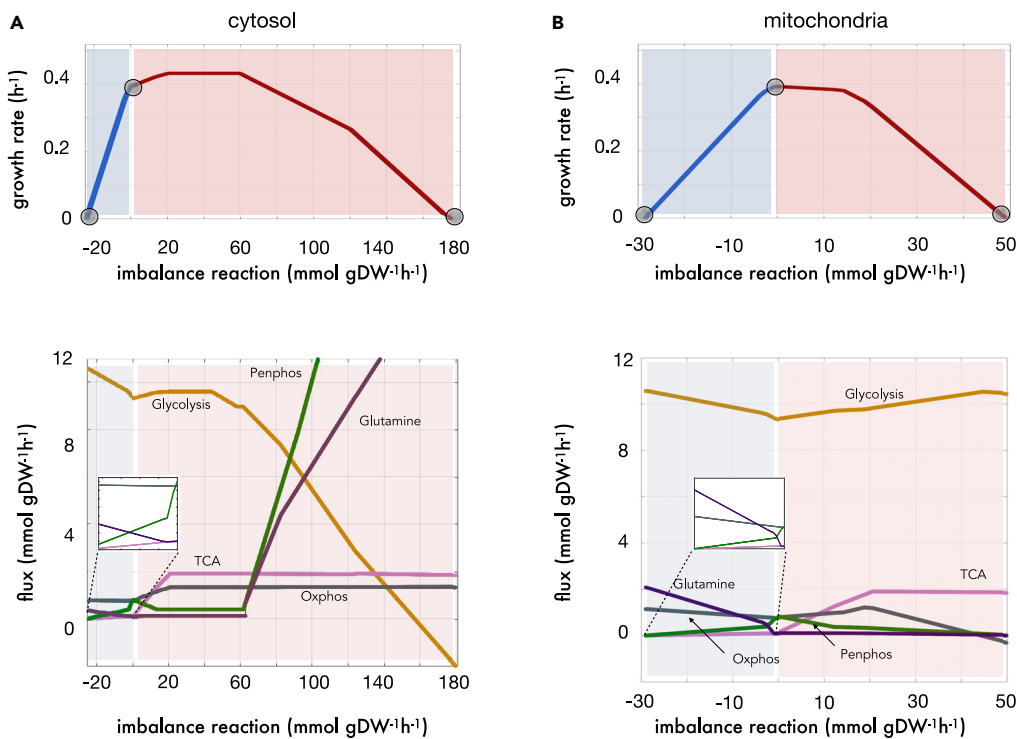 A
cytosol
growth rate (h-1)
0.4
0.2
0
-20
0
20
60
100
140
180
imbalance reaction (mmol gDW-1h-1)
B
mitochondria
growth rate (h-1)
0.4
0.2
0
-30
-10
10
30
50
imbalance reaction (mmol gDW-1h-1)
flux (mmol gDW-1h-1)
12
8
4
0
Penphos
Glycolysis
Glutamine
TCA
Oxphos
-20
0
20
60
100
140
180
imbalance reaction (mmol gDW-1h-1)
flux (mmol gDW-1h-1)
12
8
4
0
Glycolysis
Glutamine
TCA
Oxphos
Penphos
-30
-10
10
30
50
imbalance reaction (mmol gDW-1h-1)